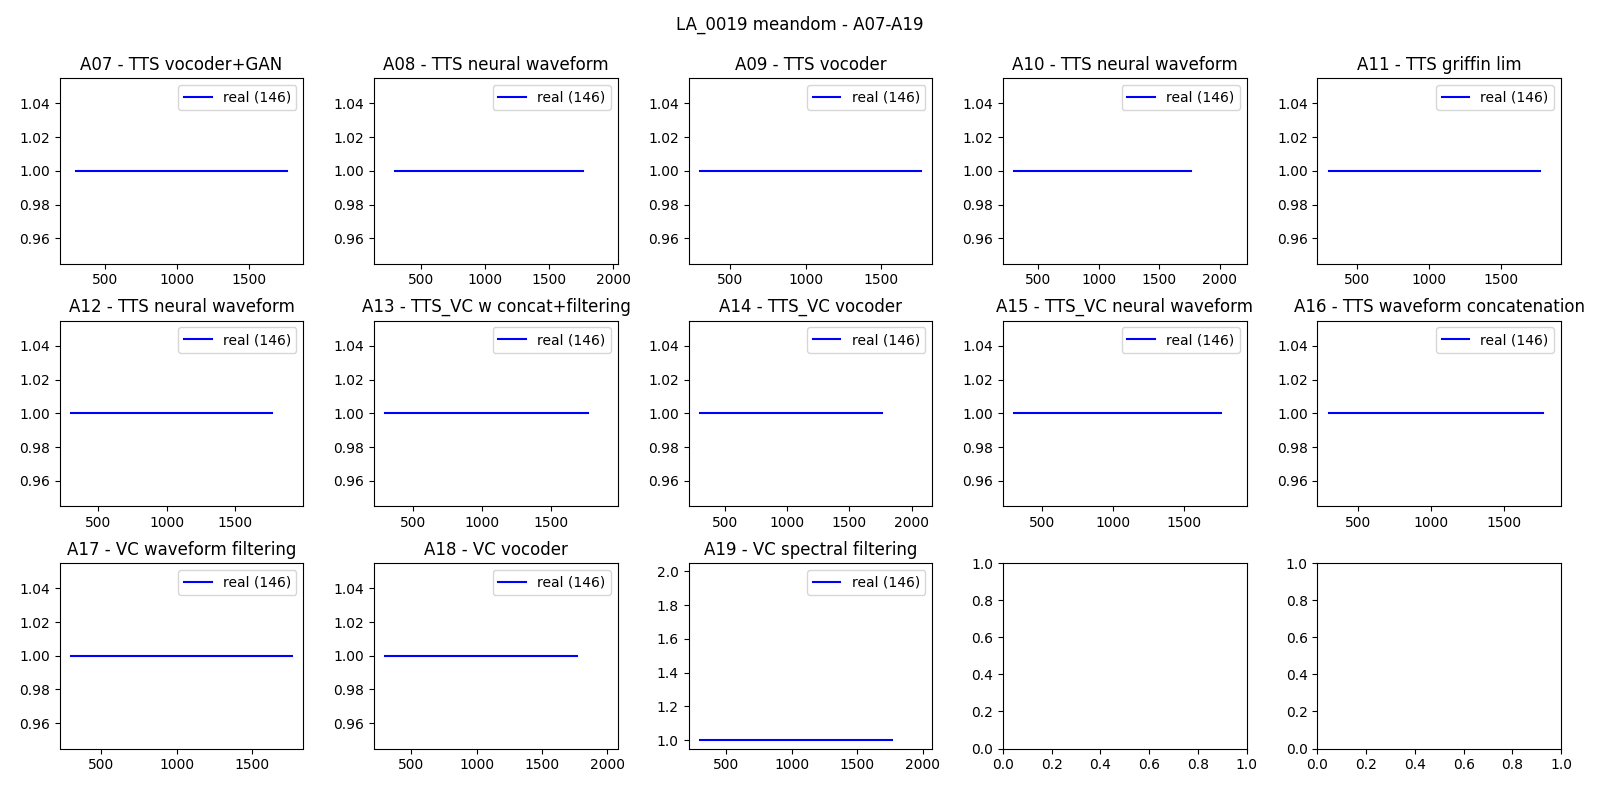 LA_0019 meandom - A07-A19
A07 - TTS vocoder+GAN
real (146)
1.04
1.02
1.00
0.98
0.96
500 1000 1500
A08 - TTS neural waveform
real (146)
1.04
1.02
1.00
0.98
0.96
500 1000 1500 2000
A09 - TTS vocoder
real (146)
1.04
1.02
1.00
0.98
0.96
500 1000 1500
A10 - TTS neural waveform
real (146)
1.04
1.02
1.00
0.98
0.96
500 1000 1500 2000
A11 - TTS griffin lim
real (146)
1.04
1.02
1.00
0.98
0.96
500 1000 1500
A12 - TTS neural waveform
real (146)
1.04
1.02
1.00
0.98
0.96
500 1000 1500
A13 - TTS_VC w concat+filtering
real (146)
1.04
1.02
1.00
0.98
0.96
500 1000 1500
A14 - TTS_VC vocoder
real (146)
1.04
1.02
1.00
0.98
0.96
500 1000 1500 2000
A15 - TTS_VC neural waveform
real (146)
1.04
1.02
1.00
0.98
0.96
500 1000 1500
A16 - TTS waveform concatenation
real (146)
1.04
1.02
1.00
0.98
0.96
500 1000 1500
A17 - VC waveform filtering
real (146)
1.04
1.02
1.00
0.98
0.96
500 1000 1500
A18 - VC vocoder
real (146)
1.04
1.02
1.00
0.98
0.96
500 1000 1500 2000
A19 - VC spectral filtering
real (146)
2.0
1.8
1.6
1.4
1.2
1.0
500 1000 1500 2000
1.0
0.8
0.6
0.4
0.2
0.0
0.0 0.2 0.4 0.6 0.8 1.0
1.0
0.8
0.6
0.4
0.2
0.0
0.0 0.2 0.4 0.6 0.8 1.0